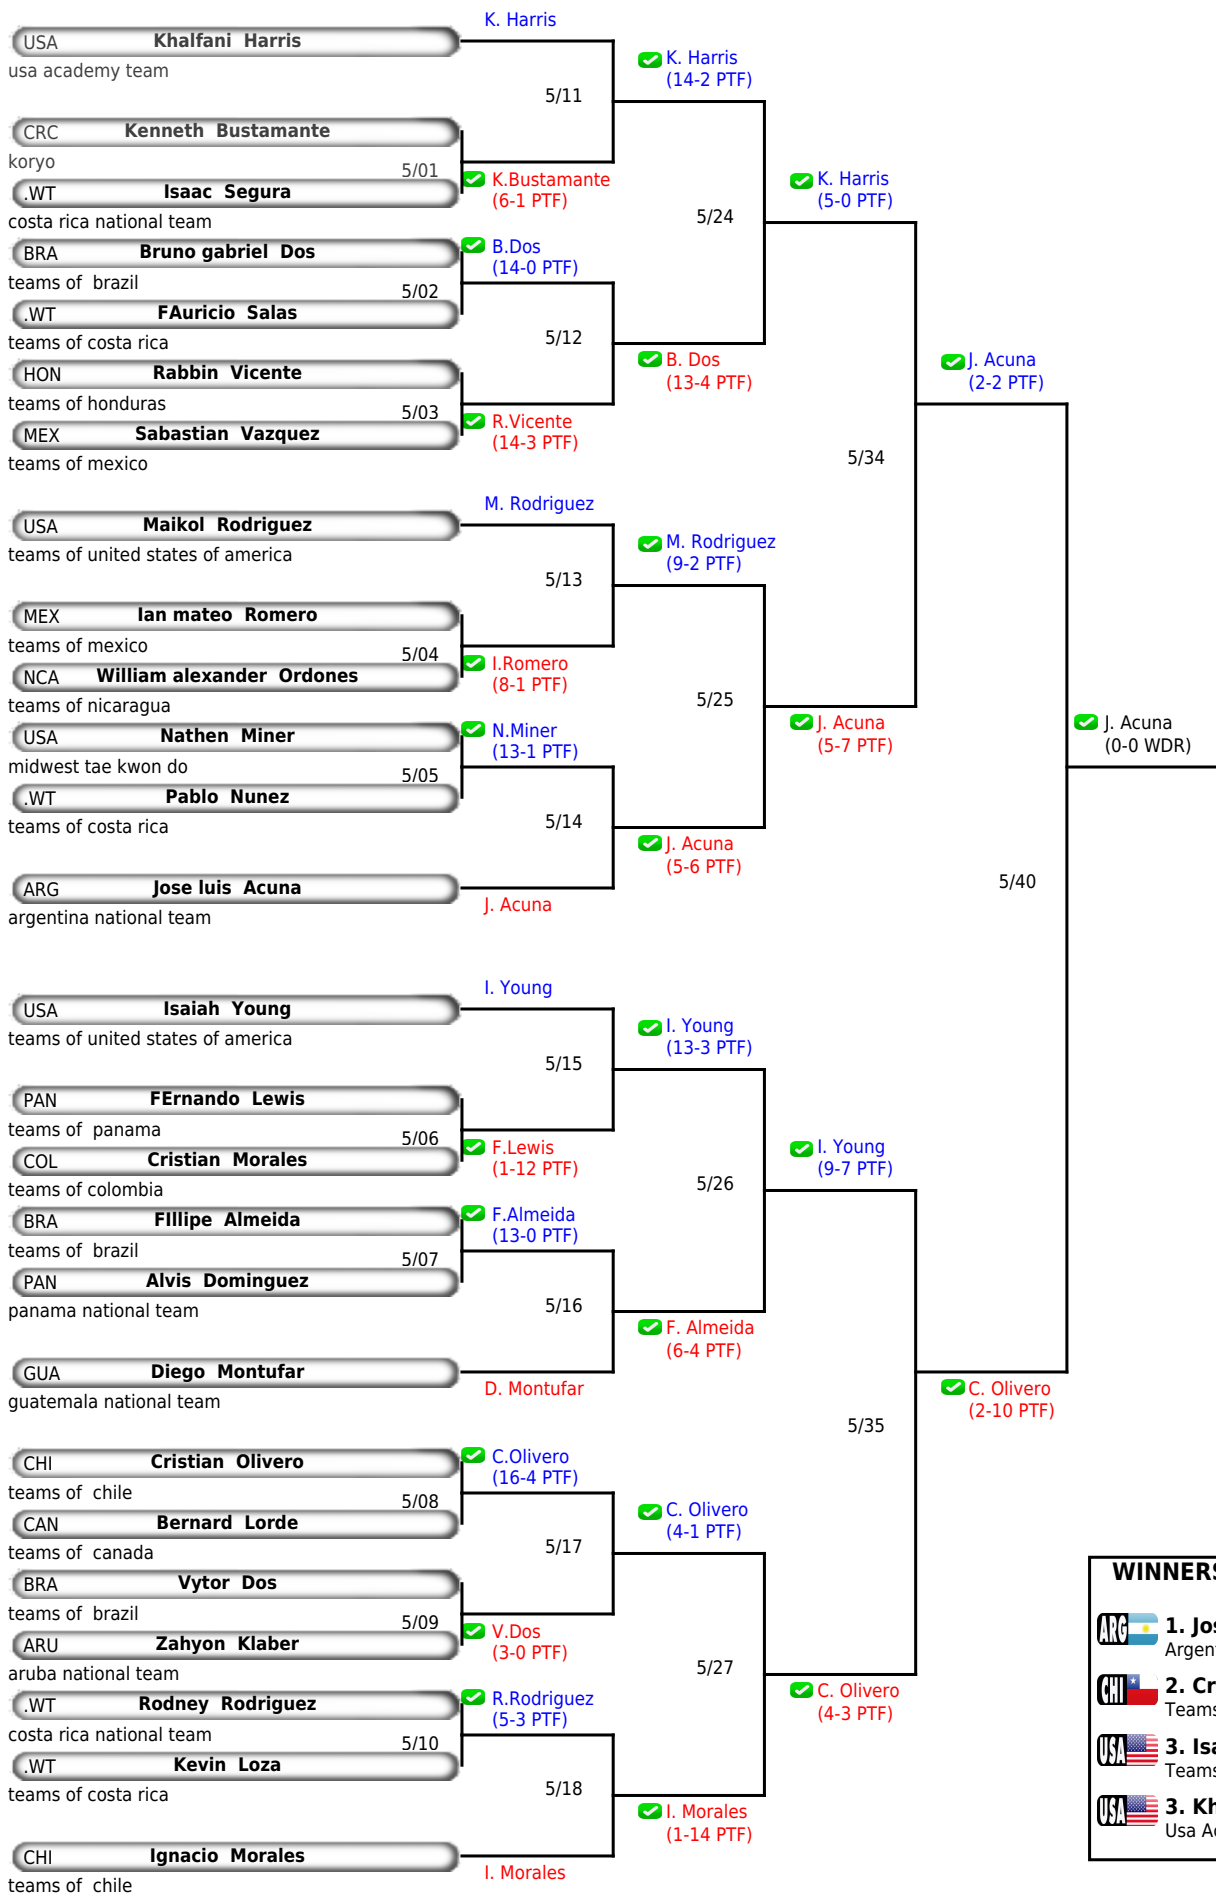 K. Harris
USA Khalfani Harris
usa academy team
K. Harris
(14-2 PTF)
5/11
CRC Kenneth Bustamante
koryo
5/01
K.Bustamante
(6-1 PTF)
.WT Isaac Segura
costa rica national team
K. Harris
(5-0 PTF)
5/24
BRA Bruno gabriel Dos
teams of brazil
B.Dos
(14-0 PTF)
5/02
.WT FAuricio Salas
teams of costa rica
5/12
B. Dos
(13-4 PTF)
HON Rabbin Vicente
teams of honduras
5/03
R.Vicente
(14-3 PTF)
MEX Sabastian Vazquez
teams of mexico
J. Acuna
(2-2 PTF)
5/34
M. Rodriguez
USA Maikol Rodriguez
teams of united states of america
M. Rodriguez
(9-2 PTF)
5/13
MEX Ian mateo Romero
teams of mexico
5/04
I.Romero
(8-1 PTF)
NCA William alexander Ordones
teams of nicaragua
5/25
J. Acuna
(5-7 PTF)
J. Acuna
(0-0 WDR)
USA Nathen Miner
midwest tae kwon do
N.Miner
(13-1 PTF)
5/05
.WT Pablo Nunez
teams of costa rica
5/14
J. Acuna
(5-6 PTF)
ARG Jose luis Acuna
argentina national team
J. Acuna
5/40
I. Young
USA Isaiah Young
teams of united states of america
I. Young
(13-3 PTF)
5/15
PAN FErnando Lewis
teams of panama
5/06
F.Lewis
(1-12 PTF)
COL Cristian Morales
teams of colombia
I. Young
(9-7 PTF)
5/26
BRA FIllipe Almeida
teams of brazil
F.Almeida
(13-0 PTF)
5/07
PAN Alvis Dominguez
panama national team
5/16
F. Almeida
(6-4 PTF)
GUA Diego Montufar
guatemala national team
D. Montufar
C. Olivero
(2-10 PTF)
5/35
CHI Cristian Olivero
teams of chile
C.Olivero
(16-4 PTF)
5/08
CAN Bernard Lorde
teams of canada
C. Olivero
(4-1 PTF)
5/17
BRA Vytor Dos
teams of brazil
5/09
V.Dos
(3-0 PTF)
ARU Zahyon Klaber
aruba national team
5/27
C. Olivero
(4-3 PTF)
.WT Rodney Rodriguez
costa rica national team
R.Rodriguez
(5-3 PTF)
5/10
.WT Kevin Loza
teams of costa rica
5/18
I. Morales
(1-14 PTF)
CHI Ignacio Morales
teams of chile
I. Morales
WINNERS
ARG 1. Jos
Argen
CHI 2. Cr
Teams
USA 3. Isa
Teams
USA 3. Kh
Usa A